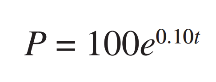 P = 100e^{0.10t}